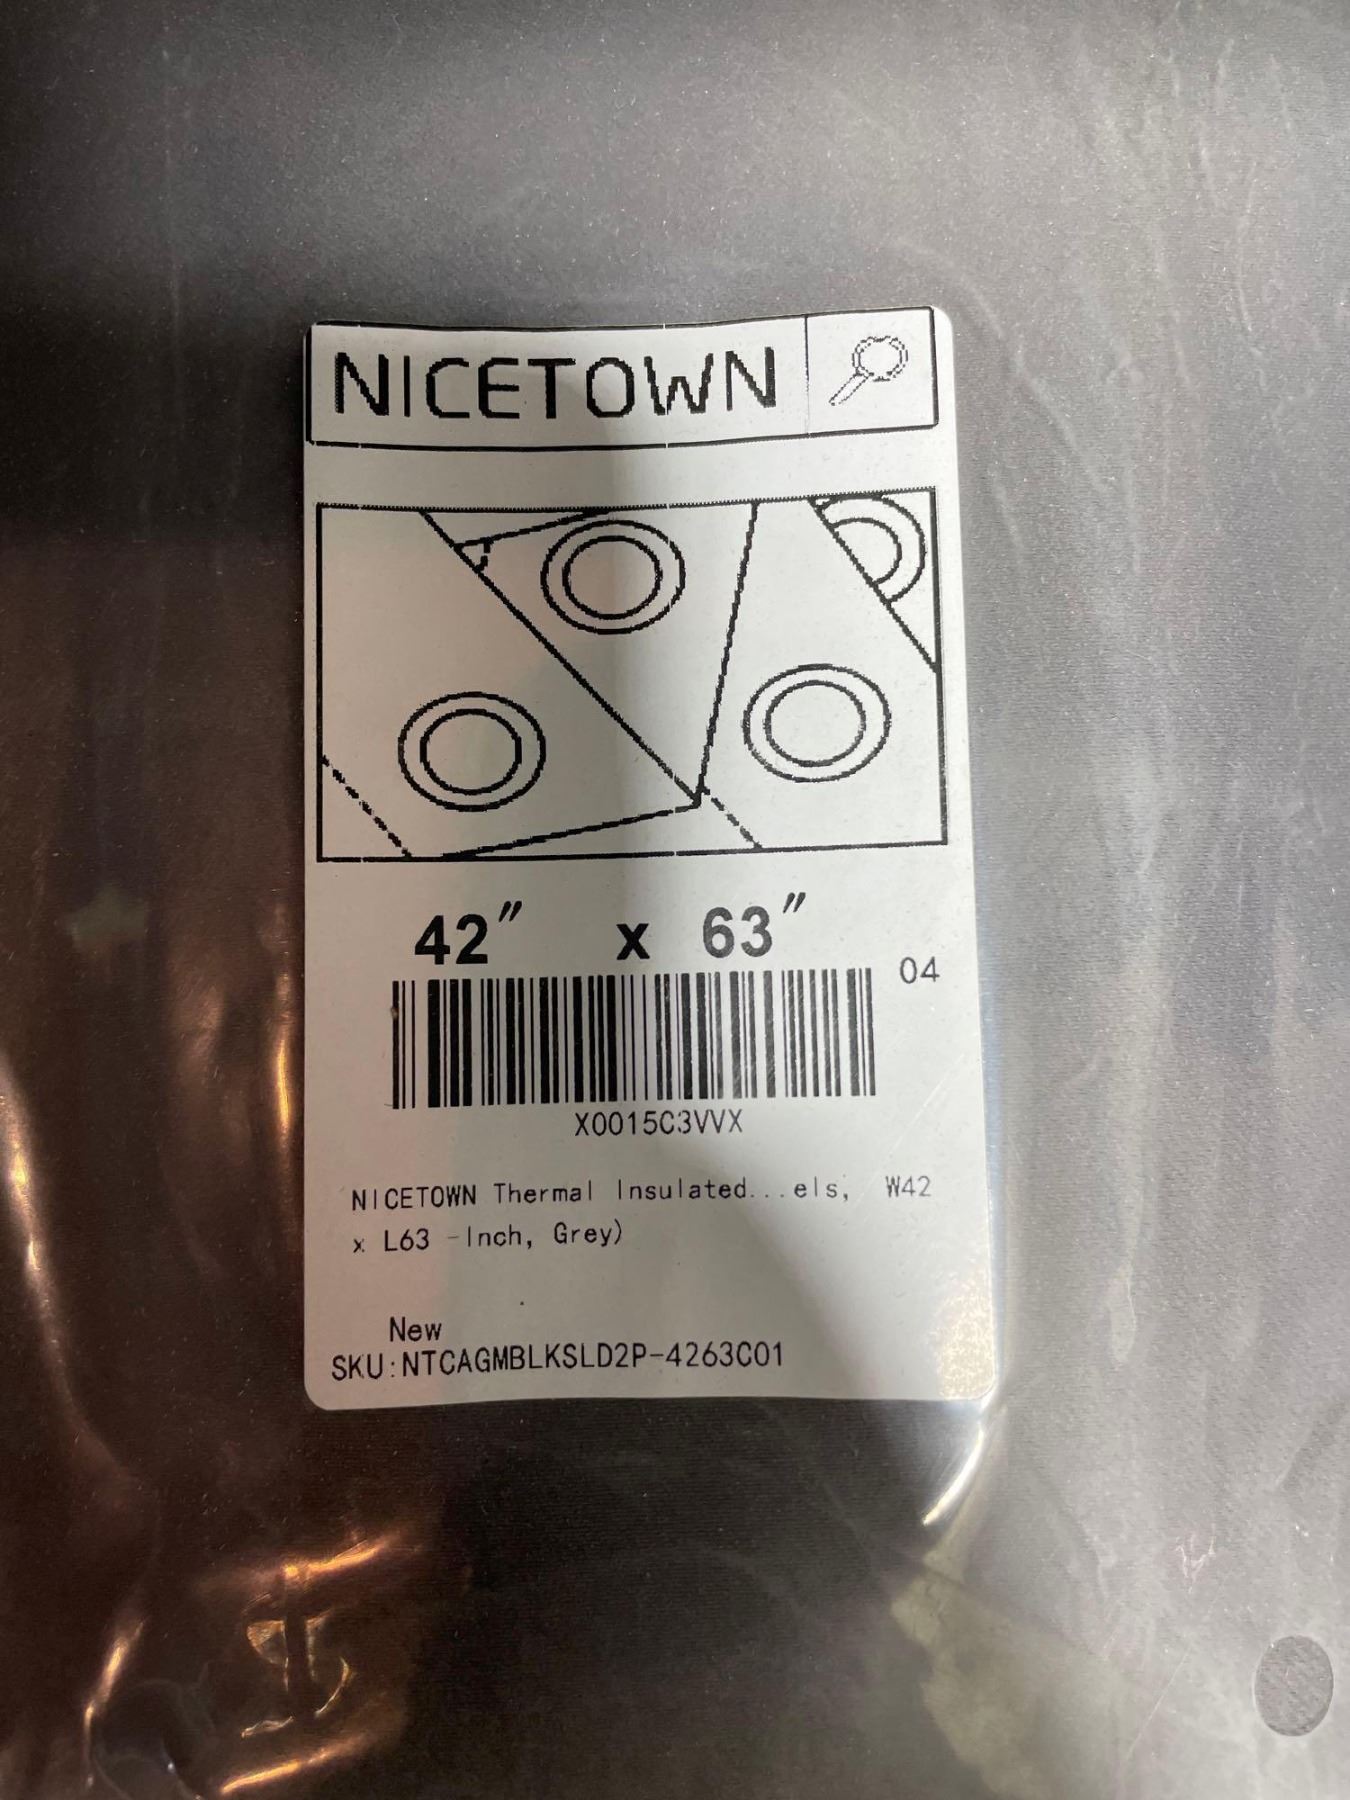 NICETOWN
42" x 63"
04
X0015C3VVX
NICETOWN Thermal Insulated...els, W42
x L63 -Inch, Grey)
New
SKU:NTCAGMBLKSLD2P-4263C01